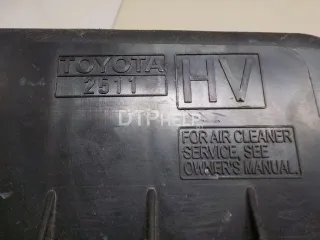 TOYOTA
2511
HV
DTPhelp
FOR AIR CLEANER
SERVICE, SEE
OWNER'S MANUAL.